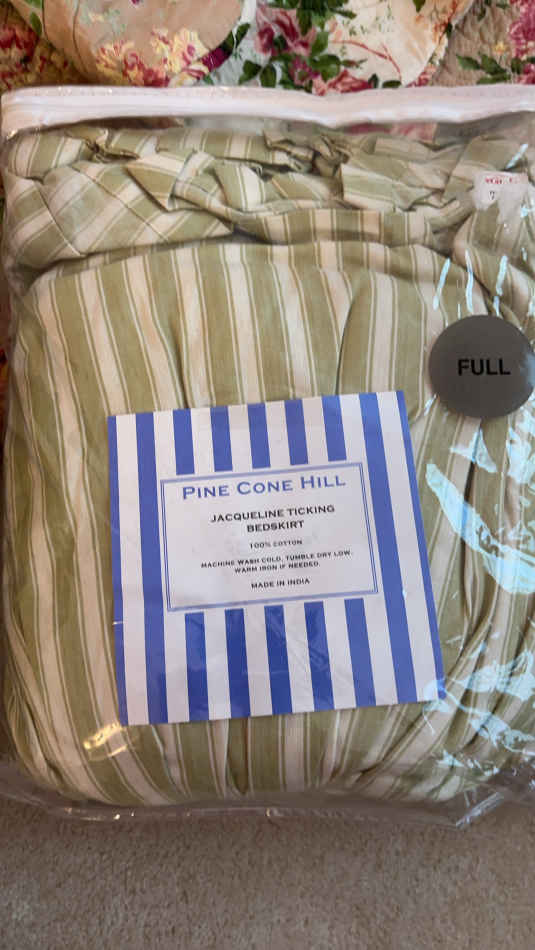 FULL
PINE CONE HILL
JACQUELINE TICKING
BEDSKIRT
100% COTTON
MACHINE WASH COLD, TUMBLE DRY LOW.
WARM IRON IF NEEDED.
MADE IN INDIA